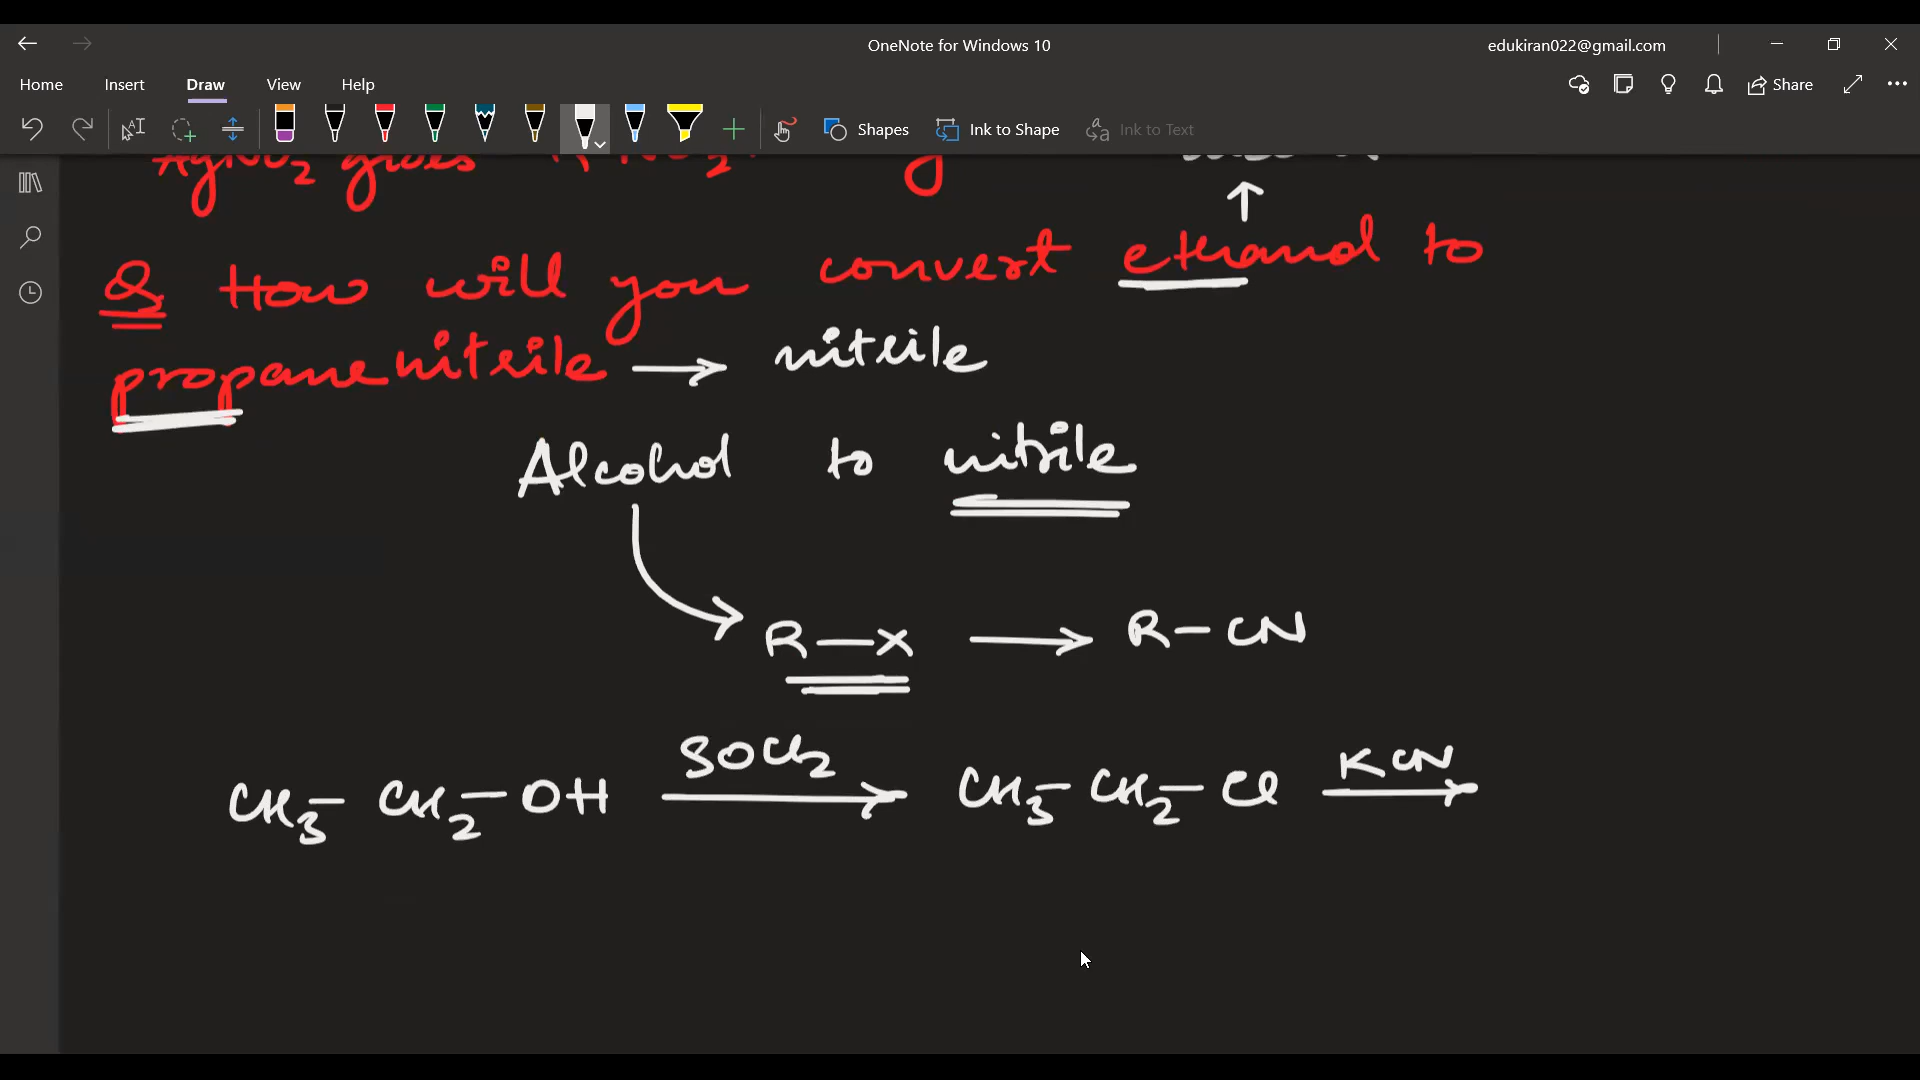 OneNote for Windows 10
edukiran022@gmail.com
Home Insert Draw View Help
Share
Shapes Ink to Shape Ink to Text
AgNO2 gives
Q How will you convert ethanol to
propanenitrile → nitrile
Alcohol to nitrile
R—X → R-CN
CH3-CH2-OH SOCl2→ CH3-CH2-Cl KCN→